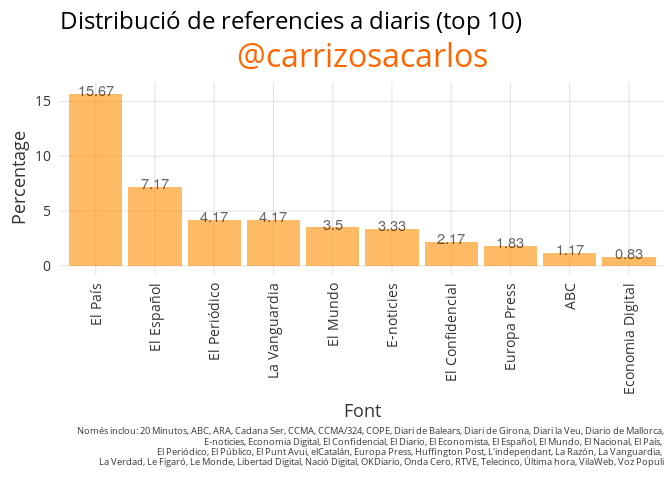 Distribució de referencies a diaris (top 10)
@carrizosacarlos
Percentage
15
10
5
0
15.67
7.17
4.17
4.17
3.5
3.33
2.17
1.83
1.17
0.83
El País
El Español
El Periódico
La Vanguardia
El Mundo
E-noticies
El Confidencial
Europa Press
ABC
Economia Digital
Font
Només inclou: 20 Minutos, ABC, ARA, Cadana Ser, CCMA, CCMA/324, COPE, Diari de Balears, Diari de Girona, Diari la Veu, Diario de Mallorca,
E-noticies, Economia Digital, El Confidencial, El Diario, El Economista, El Español, El Mundo, El Nacional, El País,
El Periódico, El Público, El Punt Avui, elCatalán, Europa Press, Huffington Post, L'independant, La Razón, La Vanguardia,
La Verdad, Le Figaró, Le Monde, Libertad Digital, Nació Digital, OKDiario, Onda Cero, RTVE, Telecinco, Última hora, VilaWeb, Voz Populi